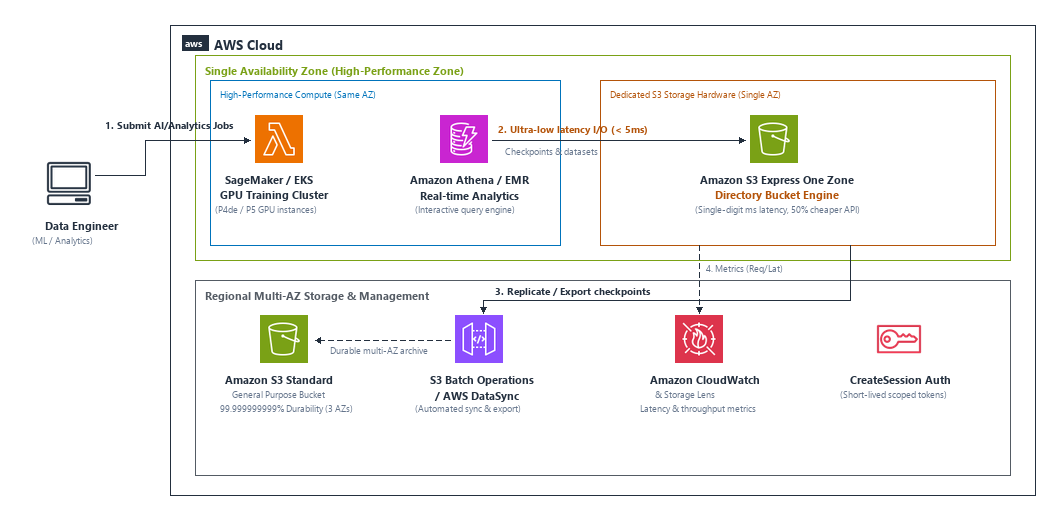 aws AWS Cloud
Single Availability Zone (High-Performance Zone)
High-Performance Compute (Same AZ)
Dedicated S3 Storage Hardware (Single AZ)
1. Submit AI/Analytics Jobs
2. Ultra-low latency I/O (< 5ms)
Checkpoints & datasets
SageMaker / EKS
GPU Training Cluster
(P4de / P5 GPU instances)
Amazon Athena / EMR
Real-time Analytics
(Interactive query engine)
Amazon S3 Express One Zone
Directory Bucket Engine
(Single-digit ms latency, 50% cheaper API)
Data Engineer
(ML / Analytics)
4. Metrics (Req/Lat)
Regional Multi-AZ Storage & Management
3. Replicate / Export checkpoints
Durable multi-AZ archive
Amazon S3 Standard
General Purpose Bucket
99.999999999% Durability (3 AZs)
S3 Batch Operations
/ AWS DataSync
(Automated sync & export)
Amazon CloudWatch
& Storage Lens
Latency & throughput metrics
CreateSession Auth
(Short-lived scoped tokens)